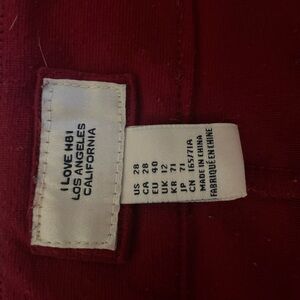 I LOVE H81
LOS ANGELES
CALIFORNIA
US 28
CA 28
EU 40
UK 12
KR 71
JP 71
CN 165/71A
MADE IN CHINA
FABRIQUÉ EN CHINE